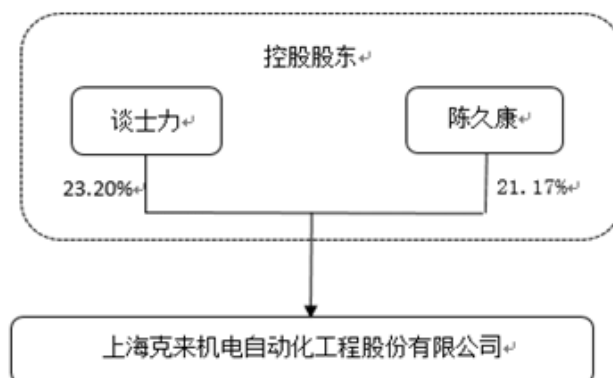 控股股东
谈士力
陈久康
23.20%
21.17%
上海克来机电自动化工程股份有限公司